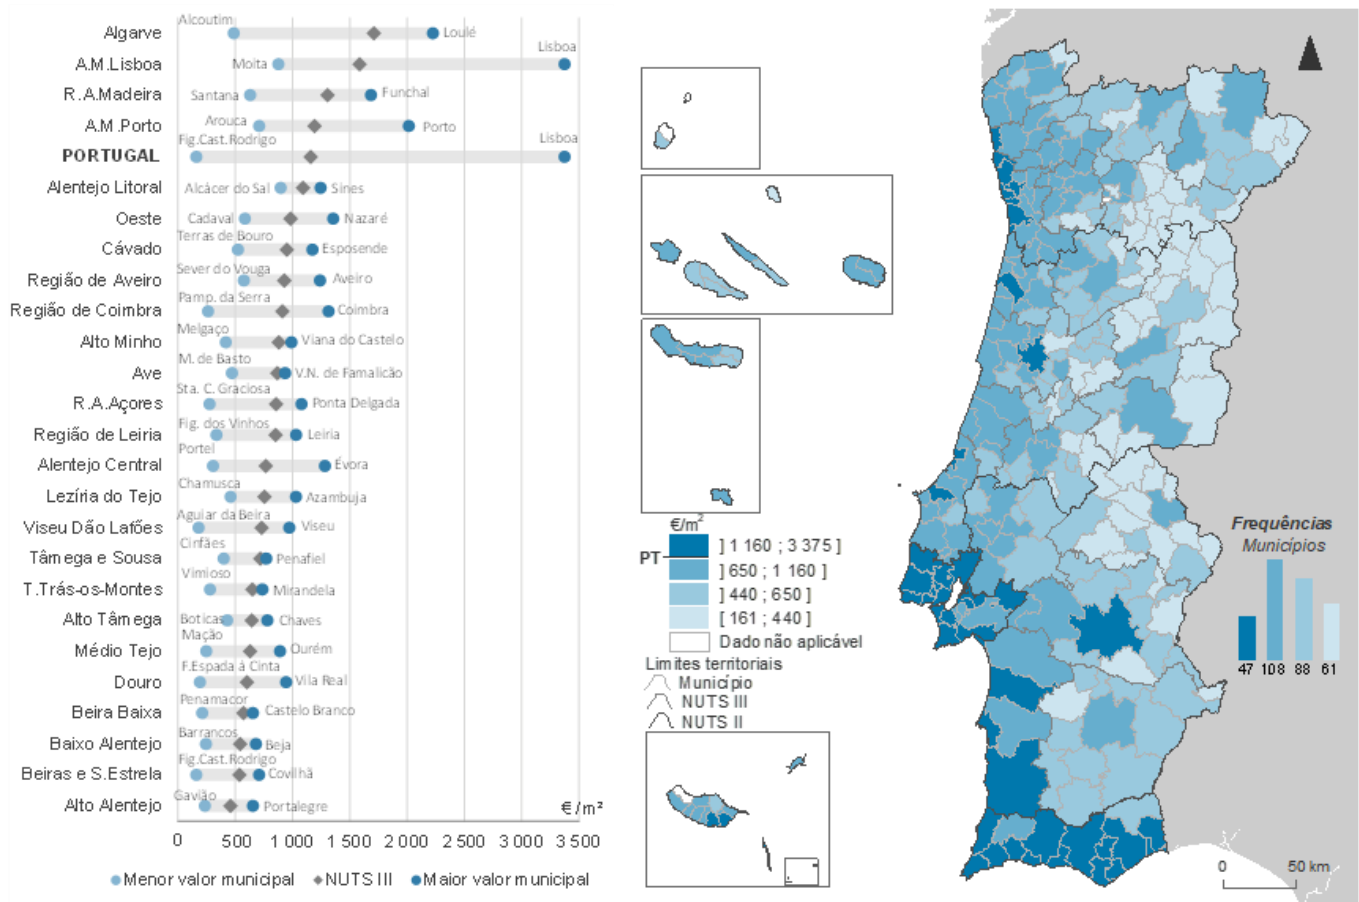 Alcoutim
Algarve
Loulé
Lisboa
A.M.Lisboa
Moita
R.A.Madeira
Santana
Funchal
A.M.Porto
Arouca
Porto
Fig.Cast.Rodrigo
Lisboa
PORTUGAL
Alentejo Litoral
Alcácer do Sal
Sines
Oeste
Cadaval
Nazaré
Terras de Bouro
Cávado
Esposende
Sever do Vouga
Região de Aveiro
Aveiro
Pamp. da Serra
Região de Coimbra
Coimbra
Melgaço
Alto Minho
Viana do Castelo
M. de Basto
Ave
V.N. de Famalicão
Sta. C. Graciosa
R.A.Açores
Ponta Delgada
Fig. dos Vinhos
Região de Leiria
Leiria
Portel
Alentejo Central
Évora
Chamusca
Lezíria do Tejo
Azambuja
Aguiar da Beira
Viseu Dão Lafões
Viseu
Cinfães
Tâmega e Sousa
Penafiel
Vimioso
T.Trás-os-Montes
Mirandela
Alto Tâmega
Boticas
Chaves
Mação
Médio Tejo
Ourém
F.Espada à Cinta
Douro
Vila Real
Penamacor
Beira Baixa
Castelo Branco
Barrancos
Baixo Alentejo
Beja
Fig.Cast.Rodrigo
Beiras e S.Estrela
Covilhã
Gavião
Alto Alentejo
Portalegre
€/m²
0 500 1 000 1 500 2 000 2 500 3 000 3 500
Menor valor municipal NUTS III Maior valor municipal
€/m²
PT
] 1 160 ; 3 375 ]
] 650 ; 1 160 ]
] 440 ; 650 ]
[ 161 ; 440 ]
Dado não aplicável
Limites territoriais
Município
NUTS III
NUTS II
Frequências
Municípios
47 108 88 61
0 50 km